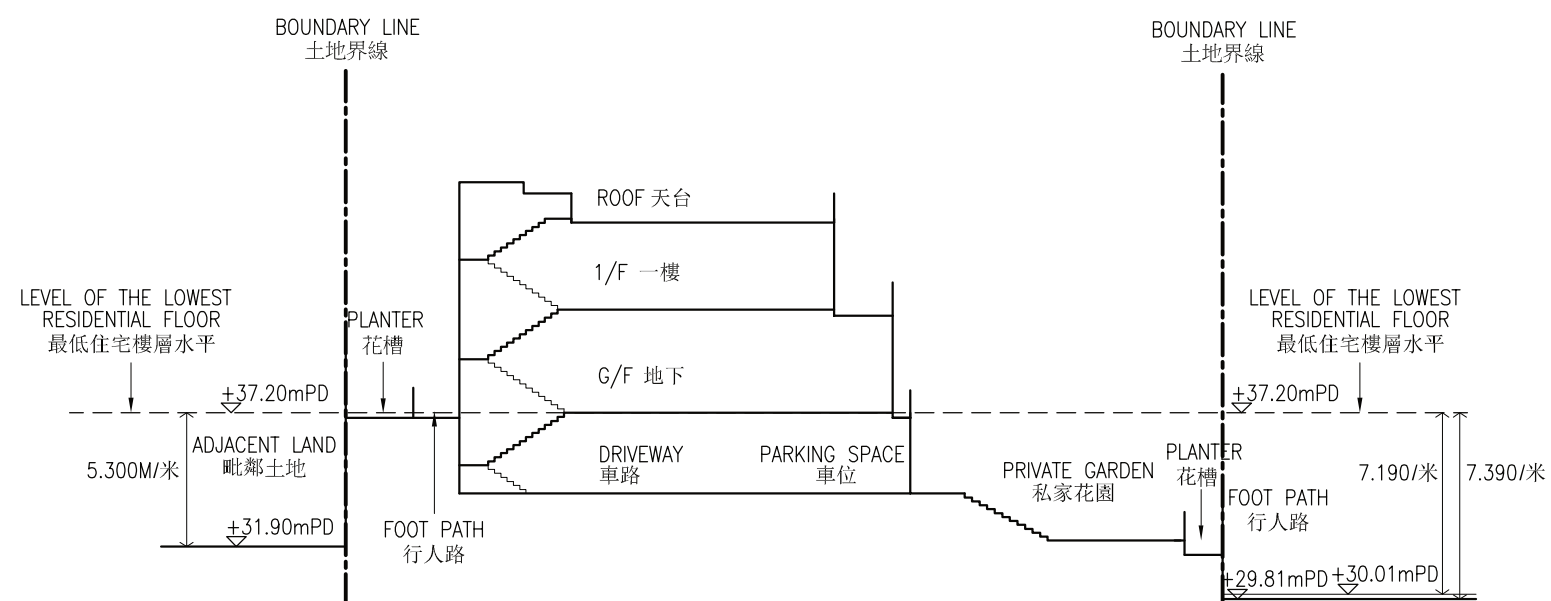 BOUNDARY LINE
土地界線
BOUNDARY LINE
土地界線
ROOF 天台
1/F 一樓
G/F 地下
LEVEL OF THE LOWEST
RESIDENTIAL FLOOR
最低住宅樓層水平
PLANTER
花槽
+37.20mPD
ADJACENT LAND
毗鄰土地
5.300M/米
+31.90mPD
FOOT PATH
行人路
DRIVEWAY
車路
PARKING SPACE
車位
PRIVATE GARDEN
私家花園
PLANTER
花槽
LEVEL OF THE LOWEST
RESIDENTIAL FLOOR
最低住宅樓層水平
+37.20mPD
7.190/米
7.390/米
FOOT PATH
行人路
+29.81mPD
+30.01mPD